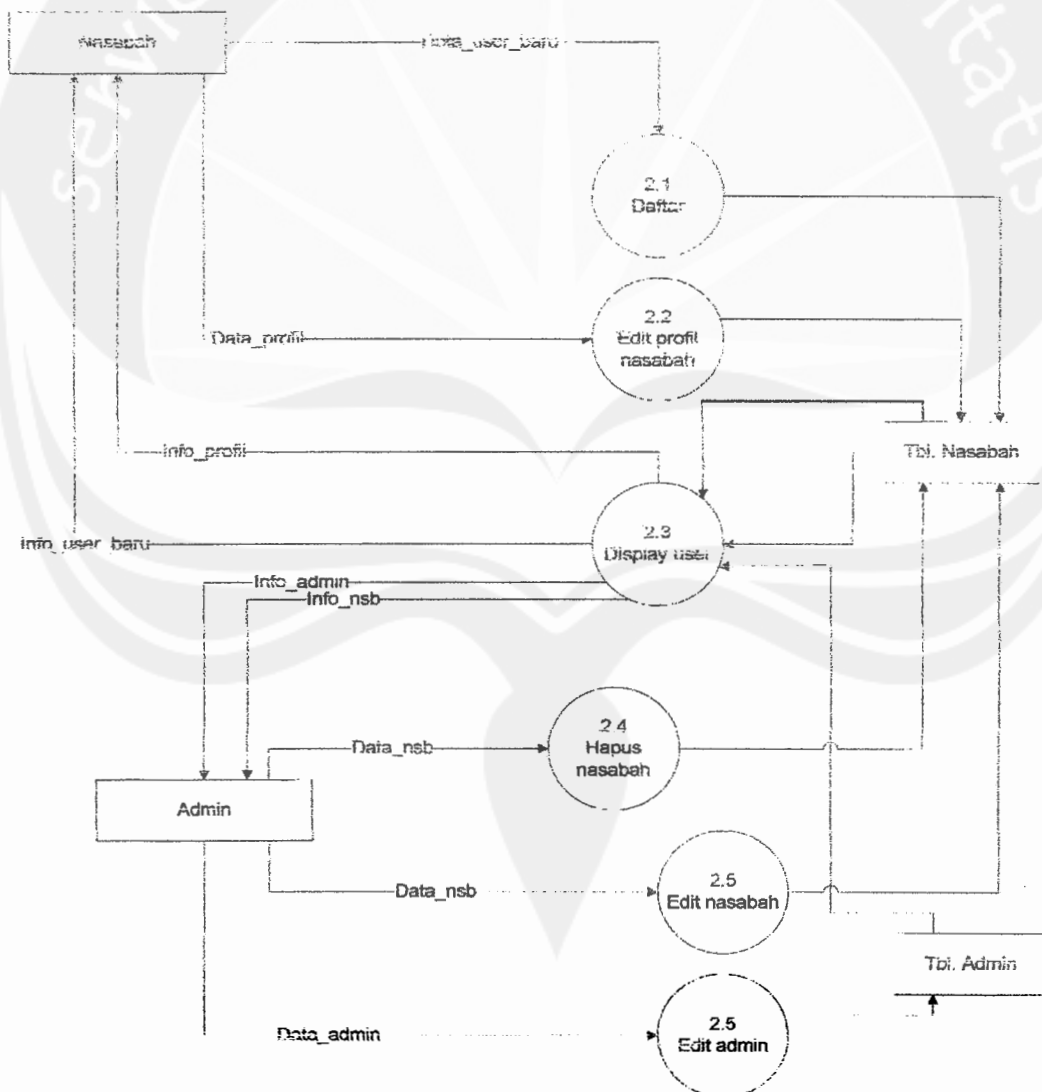 Nasabah
Data_user_baru
2.1
Daftar
2.2
Edit profil
nasabah
Data_profil
Info_profil
Tbl. Nasabah
2.3
Display user
Info_user_baru
Info_admin
Info_nsb
2.4
Hapus
nasabah
Data_nsb
Admin
2.5
Edit nasabah
Data_nsb
Tbl. Admin
2.5
Edit admin
Data_admin